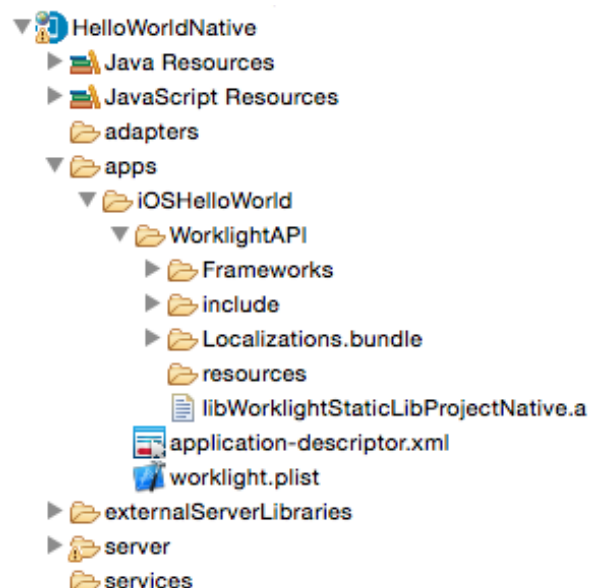 HelloWorldNative
Java Resources
JavaScript Resources
adapters
apps
iOSHelloWorld
WorklightAPI
Frameworks
include
Localizations.bundle
resources
libWorklightStaticLibProjectNative.a
application-descriptor.xml
worklight.plist
externalServerLibraries
server
services